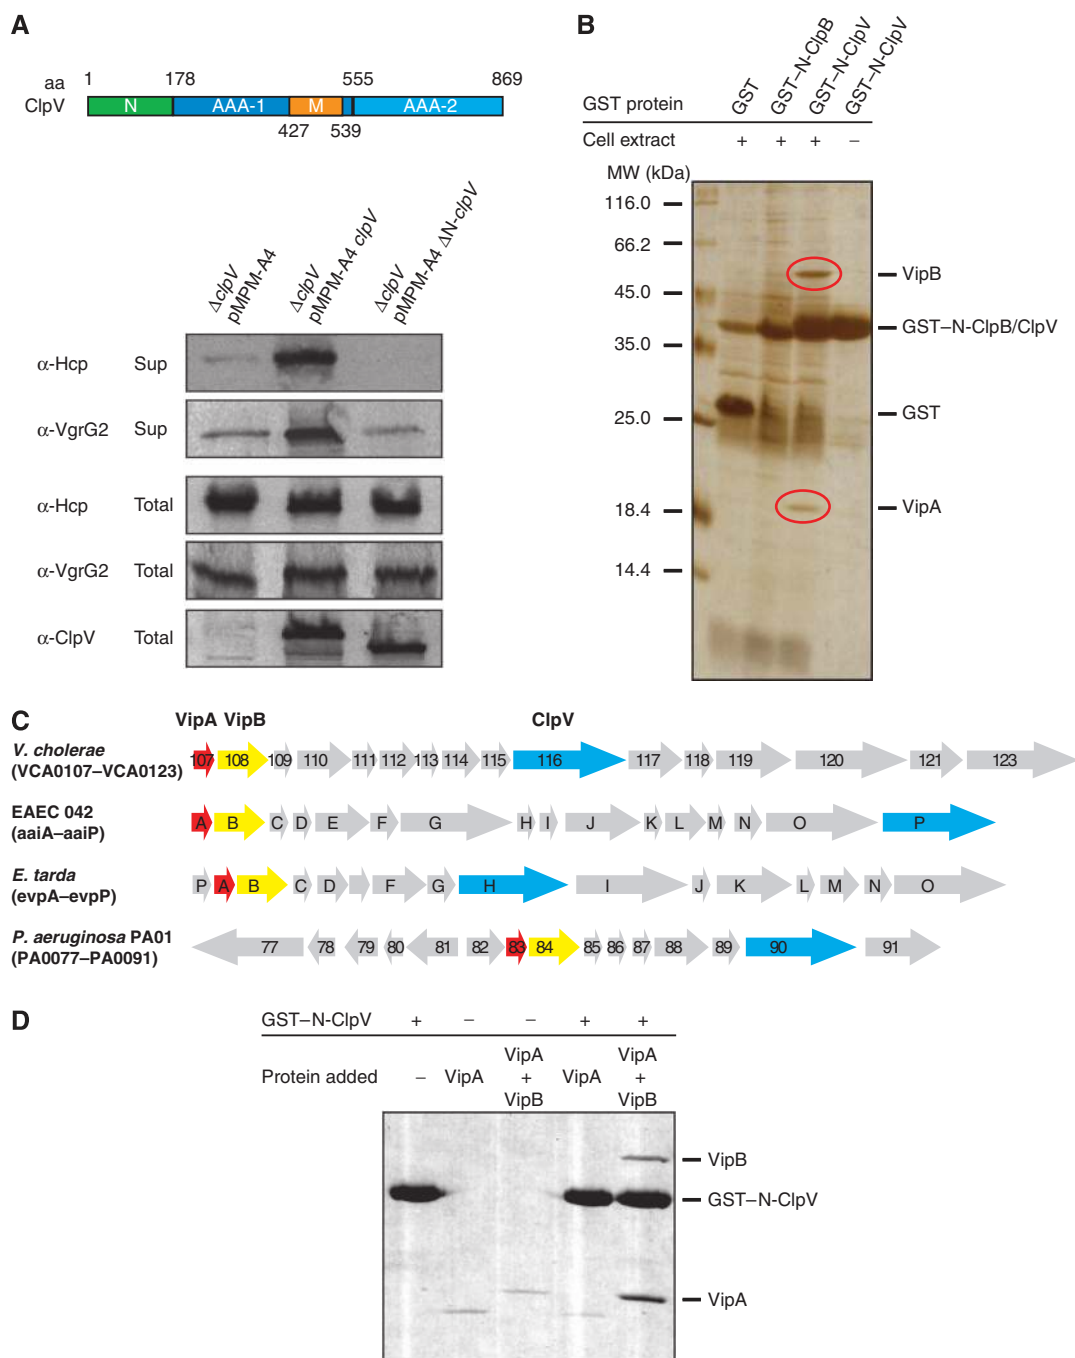 A
aa 1 178 555 869
ClpV N AAA-1 M AAA-2
427 539
ΔclpV pMPM-A4
ΔclpV pMPM-A4 clpV
ΔclpV pMPM-A4 ΔN-clpV
α-Hcp Sup
α-VgrG2 Sup
α-Hcp Total
α-VgrG2 Total
α-ClpV Total
B
GST protein GST GST–N-ClpB GST–N-ClpV GST–N-ClpV
Cell extract + + + –
MW (kDa)
116.0
66.2
45.0
35.0
25.0
18.4
14.4
VipB
GST–N-ClpB/ClpV
GST
VipA
C
VipA VipB ClpV
V. cholerae
(VCA0107–VCA0123)
107 108 109 110 111 112 113 114 115 116 117 118 119 120 121 123
EAEC 042
(aaiA–aaiP)
A B C D E F G H I J K L M N O P
E. tarda
(evpA–evpP)
P A B C D F G H I J K L M N O
P. aeruginosa PA01
(PA0077–PA0091)
77 78 79 80 81 82 83 84 85 86 87 88 89 90 91
D
GST–N-ClpV + – – + +
Protein added – VipA VipA + VipB VipA VipA + VipB
VipB
GST–N-ClpV
VipA